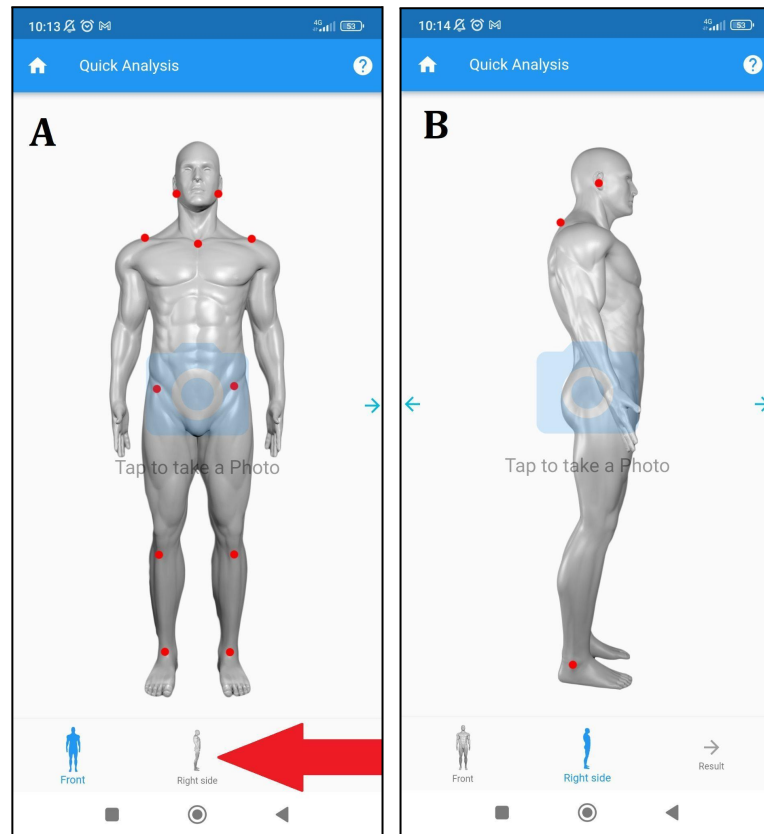 10:13
4G
53
Quick Analysis
?
A
Tap to take a Photo
Front
Right side
10:14
4G
53
Quick Analysis
?
B
Tap to take a Photo
Front
Right side
Result